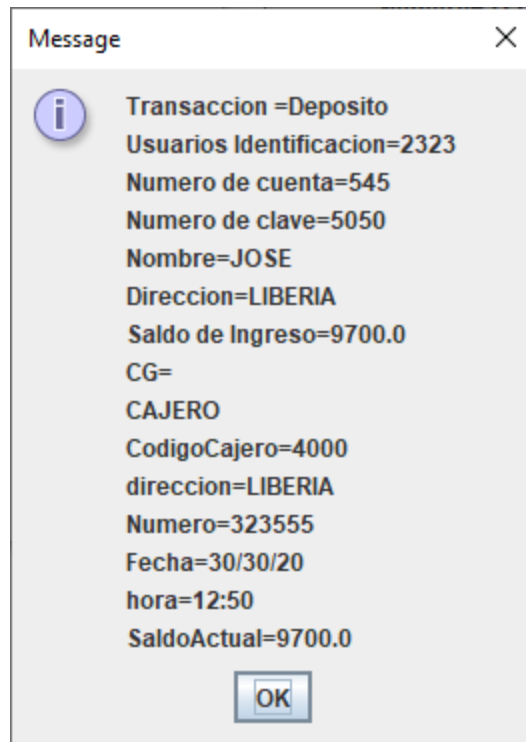 Message
Transaccion =Deposito
Usuarios Identificacion=2323
Numero de cuenta=545
Numero de clave=5050
Nombre=JOSE
Direccion=LIBERIA
Saldo de Ingreso=9700.0
CG=
CAJERO
CodigoCajero=4000
direccion=LIBERIA
Numero=323555
Fecha=30/30/20
hora=12:50
SaldoActual=9700.0
OK